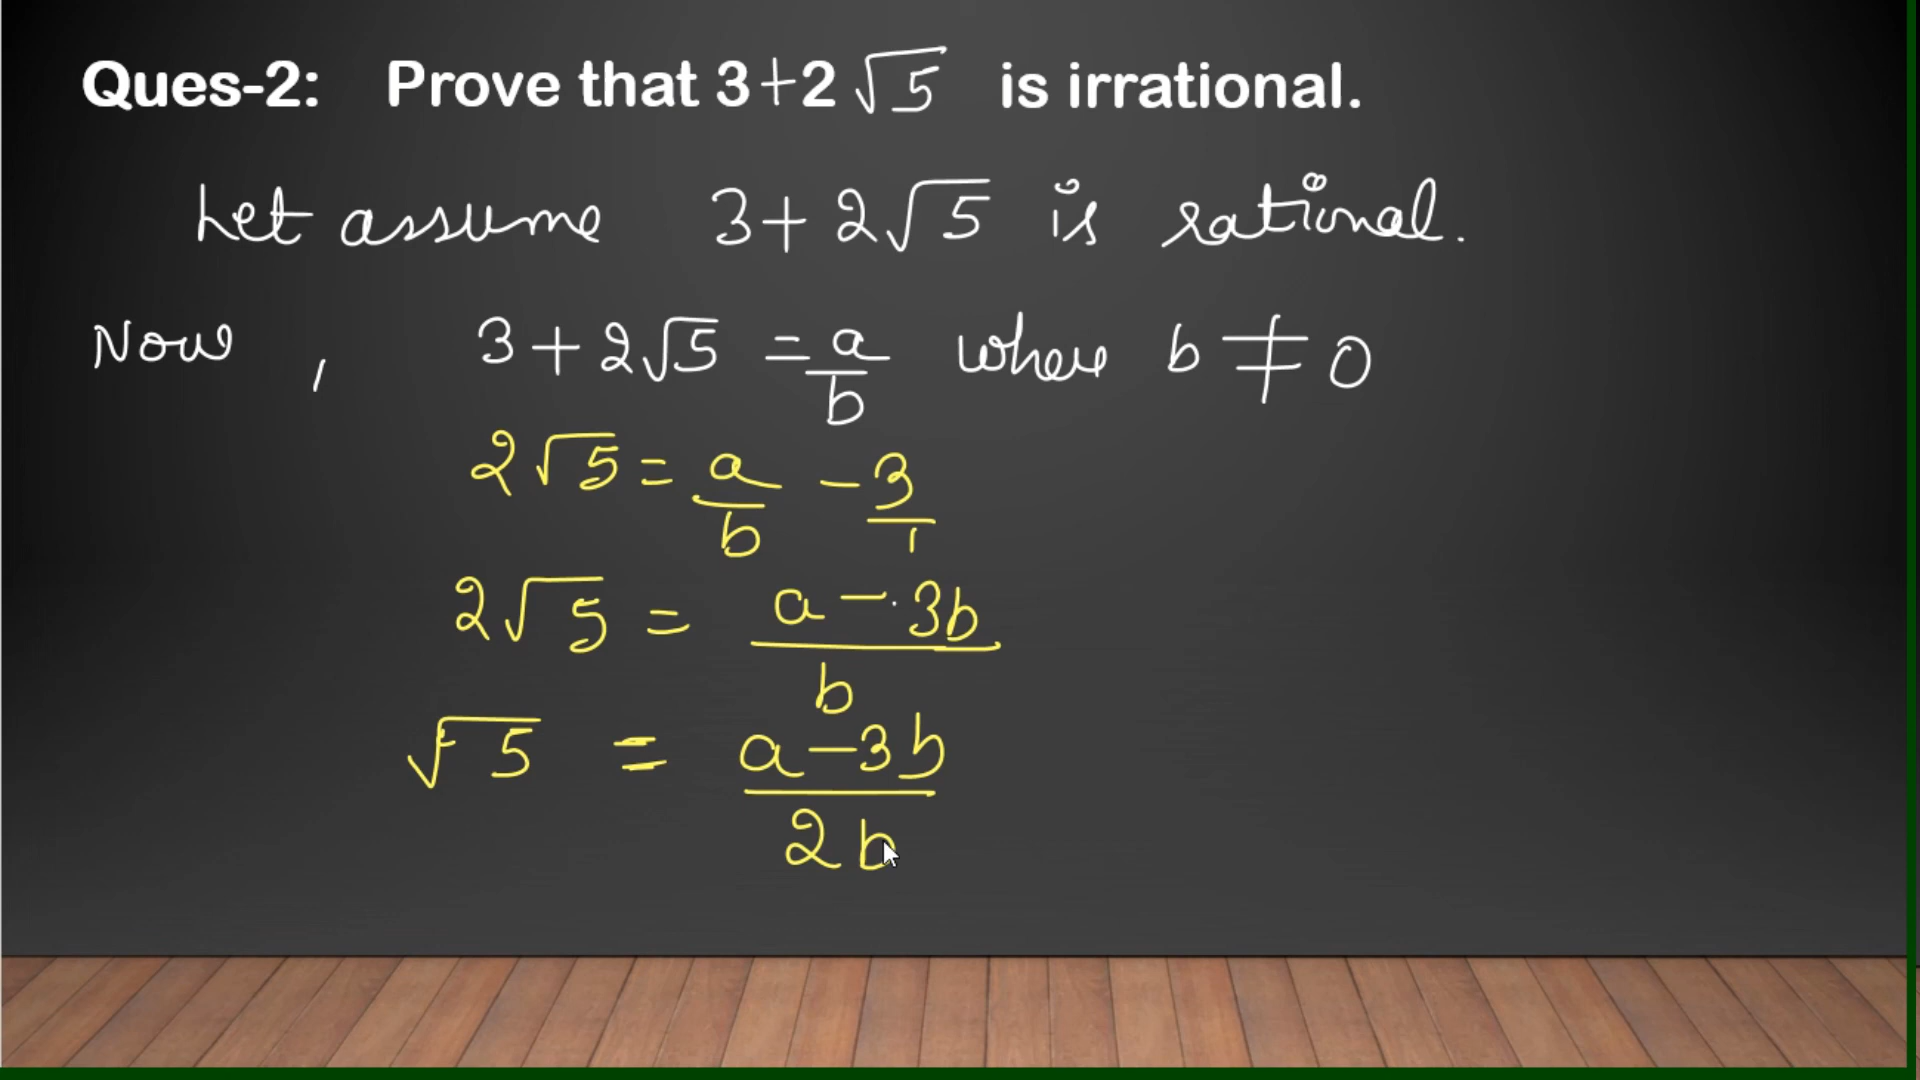 Ques-2: Prove that 3+2√5 is irrational.
Let assume 3+2√5 is rational.
Now, 3+2√5 = a/b where b ≠ 0
2√5 = a/b - 3/1
2√5 = a-3b/b
√5 = a-3b/2b